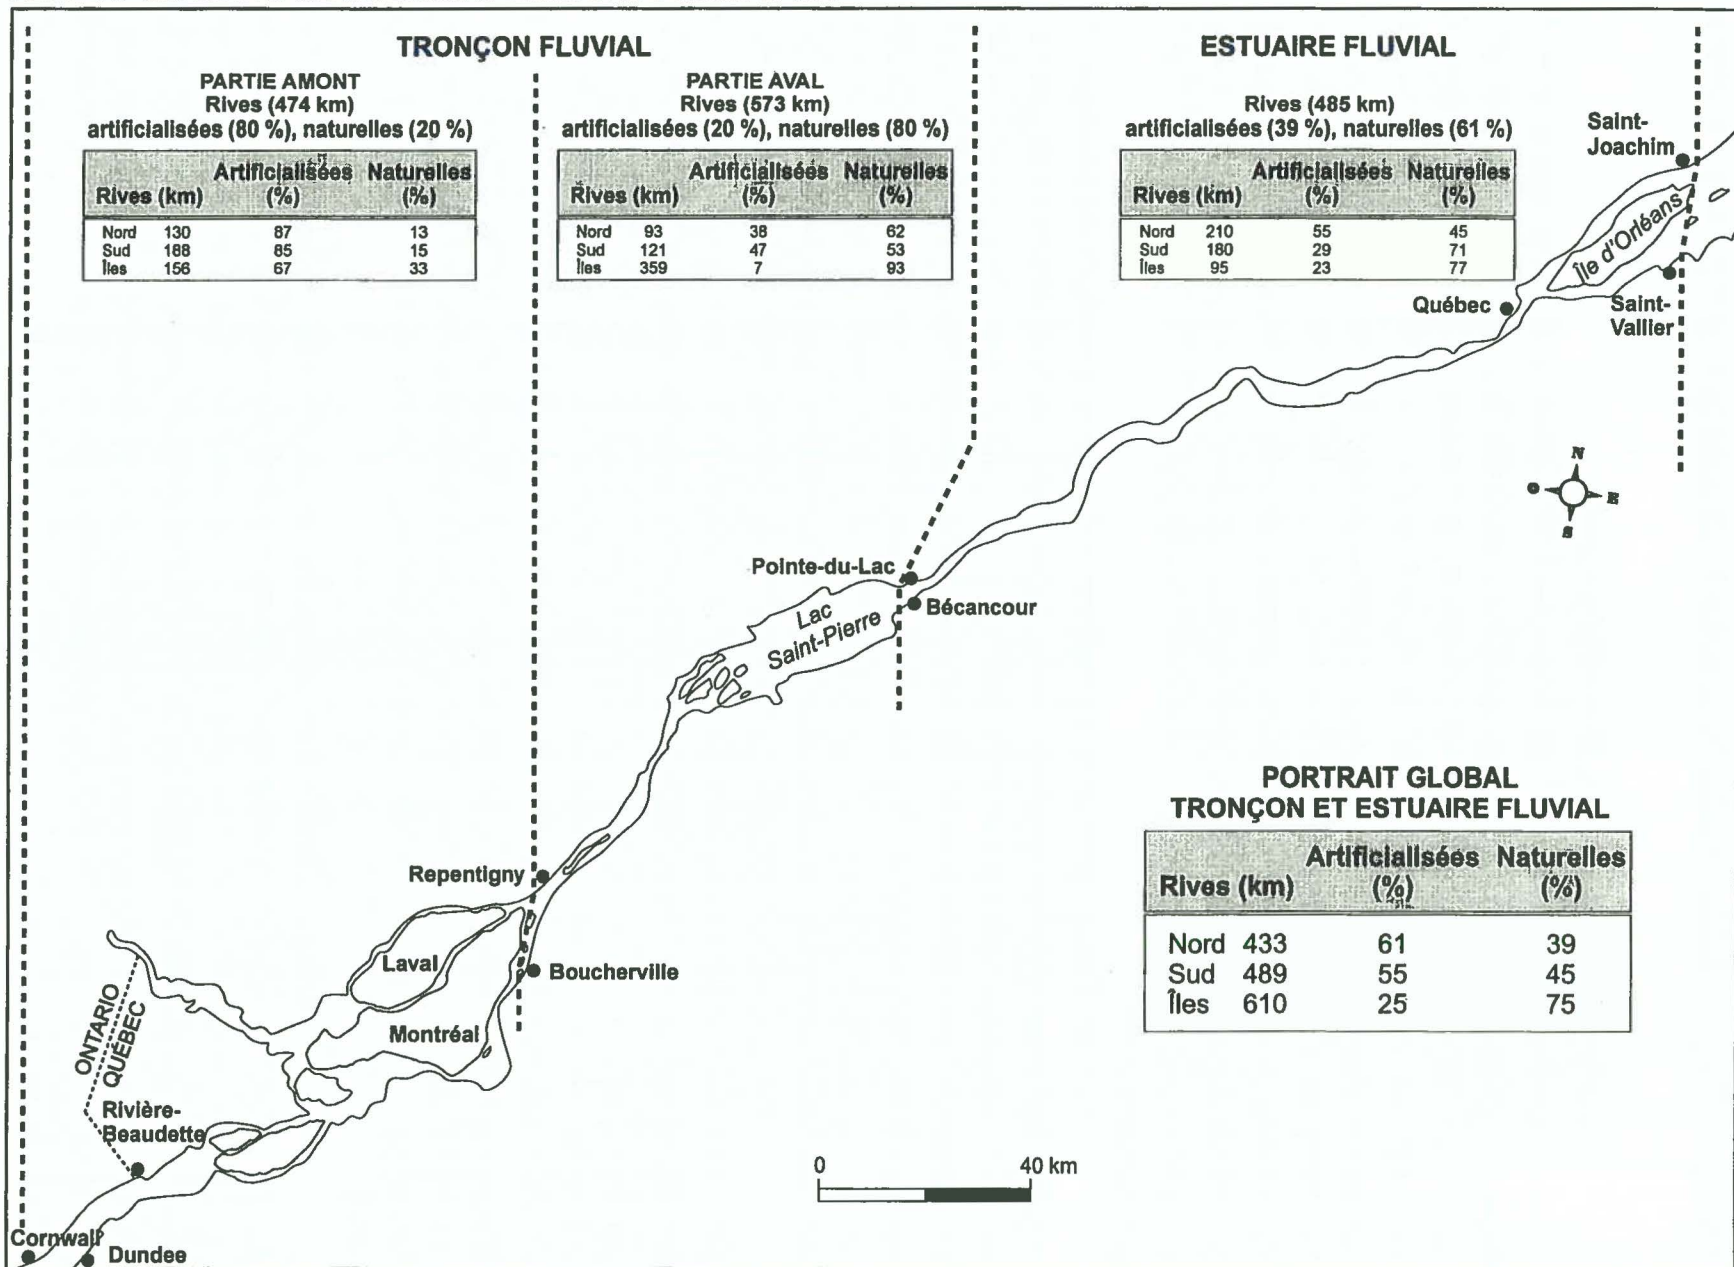 TRONÇON FLUVIAL
PARTIE AMONT
Rives (474 km)
artificialisées (80 %), naturelles (20 %)
Rives (km) Artificialisées (%) Naturelles (%)
Nord 130 87 13
Sud 188 85 15
Îles 156 67 33
PARTIE AVAL
Rives (573 km)
artificialisées (20 %), naturelles (80 %)
Rives (km) Artificialisées (%) Naturelles (%)
Nord 93 38 62
Sud 121 47 53
Îles 359 7 93
ESTUAIRE FLUVIAL
Rives (485 km)
artificialisées (39 %), naturelles (61 %)
Rives (km) Artificialisées (%) Naturelles (%)
Nord 210 55 45
Sud 180 29 71
Îles 95 23 77
Saint-
Joachim
Île d'Orléans
Québec
Saint-
Vallier
N
E
S
Pointe-du-Lac
Bécancour
Lac
Saint-Pierre
PORTRAIT GLOBAL
TRONÇON ET ESTUAIRE FLUVIAL
Rives (km) Artificialisées (%) Naturelles (%)
Nord 433 61 39
Sud 489 55 45
Îles 610 25 75
Repentigny
Laval
Boucherville
Montréal
ONTARIO
QUÉBEC
Rivière-
Beaudette
0 40 km
Cornwall
Dundee